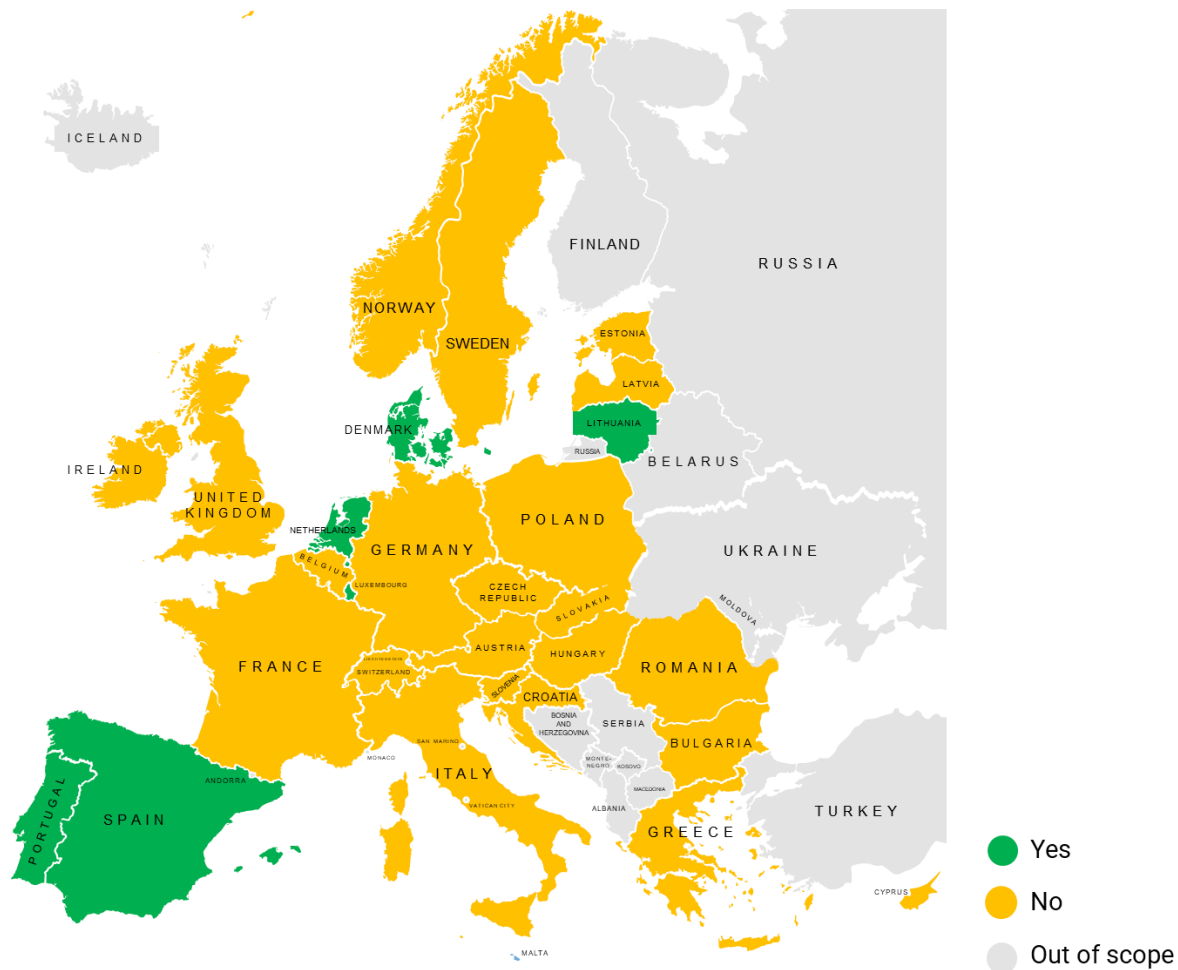 ICELAND
FINLAND
RUSSIA
NORWAY
SWEDEN
ESTONIA
LATVIA
LITHUANIA
DENMARK
RUSSIA
BELARUS
IRELAND
UNITED
KINGDOM
NETHERLANDS
POLAND
GERMANY
UKRAINE
BELGIUM
LUXEMBOURG
CZECH
REPUBLIC
SLOVAKIA
MOLDOVA
AUSTRIA
HUNGARY
FRANCE
SWITZERLAND
ROMANIA
SLOVENIA
CROATIA
BOSNIA
AND
HERZEGOVINA
SERBIA
SAN MARINO
BULGARIA
MONACO
MONTE-
NEGRO
KOSOVO
ITALY
ANDORRA
MACEDONIA
VATICAN CITY
ALBANIA
PORTUGAL
SPAIN
TURKEY
GREECE
CYPRUS
MALTA
Yes
No
Out of scope